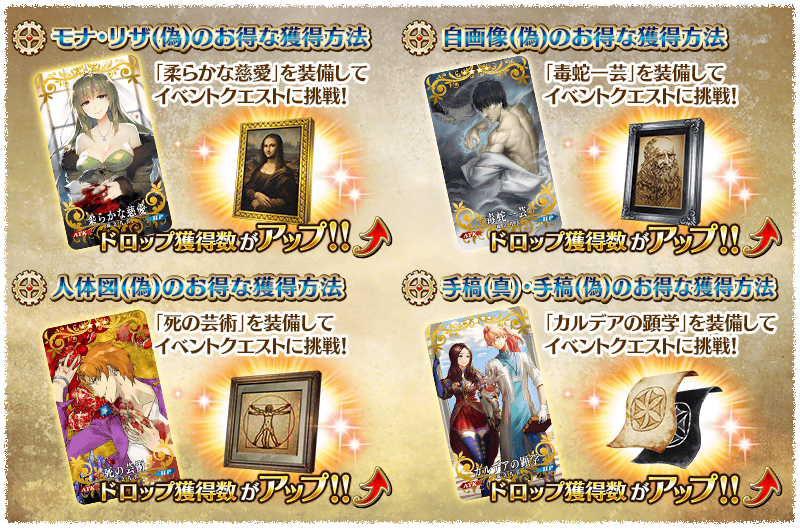 モナ・リザ(偽)のお得な獲得方法
「柔らかな慈愛」を装備して
イベントクエストに挑戦!
柔らかな慈愛
ATK
HP
ドロップ獲得数がアップ!!
自画像(偽)のお得な獲得方法
「毒蛇一芸」を装備して
イベントクエストに挑戦!
毒蛇一芸
ATK
HP
ドロップ獲得数がアップ!!
人体図(偽)のお得な獲得方法
「死の芸術」を装備して
イベントクエストに挑戦!
死の芸術
ATK
HP
ドロップ獲得数がアップ!!
手稿(真)・手稿(偽)のお得な獲得方法
「カルデアの顕学」を装備して
イベントクエストに挑戦!
カルデアの顕学
ATK
HP
ドロップ獲得数がアップ!!